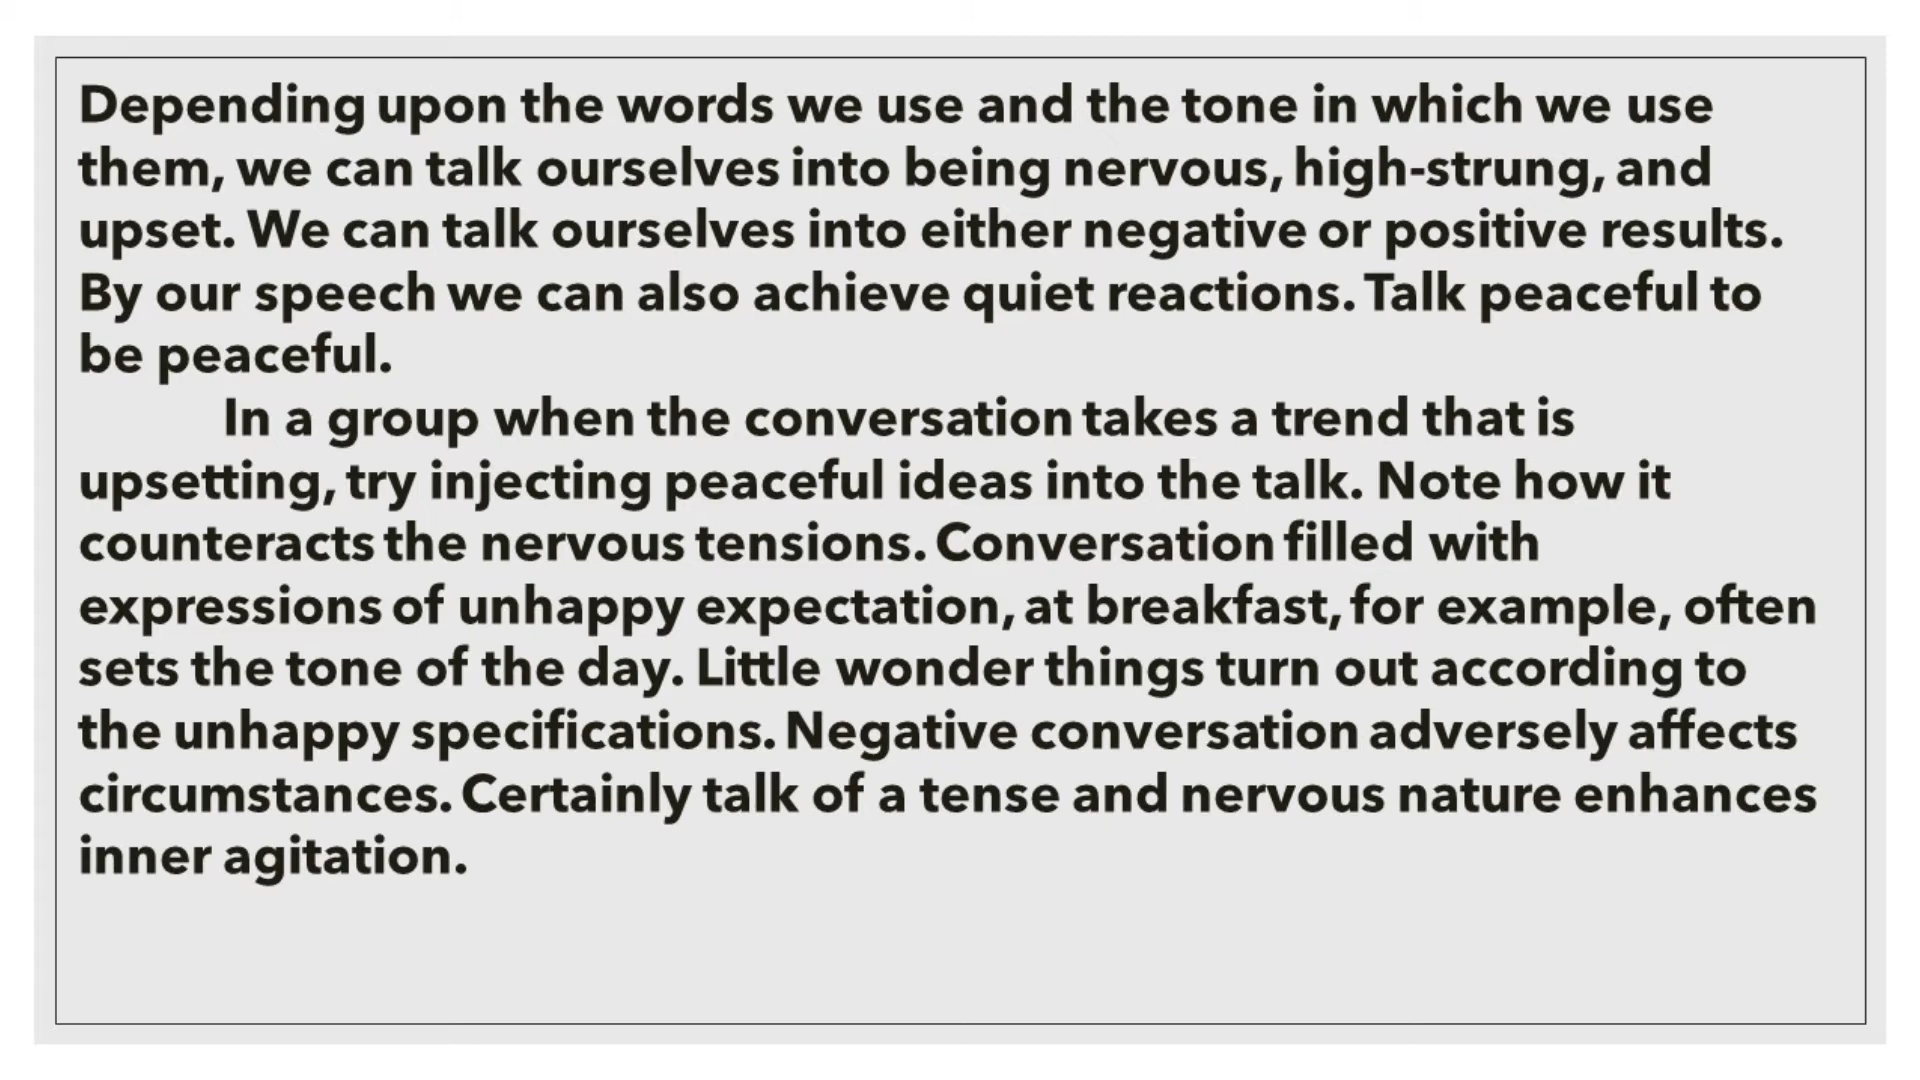 Depending upon the words we use and the tone in which we use
them, we can talk ourselves into being nervous, high-strung, and
upset. We can talk ourselves into either negative or positive results.
By our speech we can also achieve quiet reactions. Talk peaceful to
be peaceful.
In a group when the conversation takes a trend that is
upsetting, try injecting peaceful ideas into the talk. Note how it
counteracts the nervous tensions. Conversation filled with
expressions of unhappy expectation, at breakfast, for example, often
sets the tone of the day. Little wonder things turn out according to
the unhappy specifications. Negative conversation adversely affects
circumstances. Certainly talk of a tense and nervous nature enhances
inner agitation.